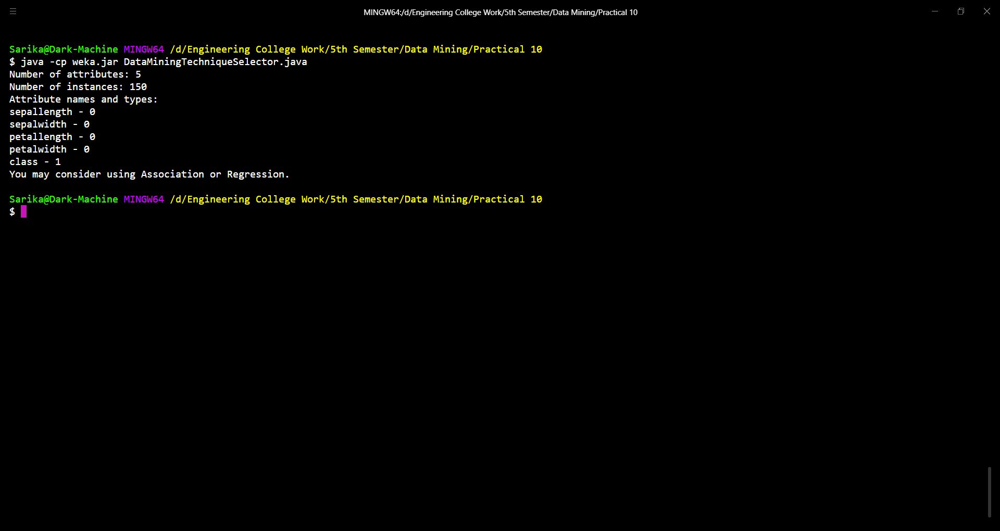 MINGW64:/d/Engineering College Work/5th Semester/Data Mining/Practical 10
Sarika@Dark-Machine MINGW64 /d/Engineering College Work/5th Semester/Data Mining/Practical 10
$ java -cp weka.jar DataMiningTechniqueSelector.java
Number of attributes: 5
Number of instances: 150
Attribute names and types:
sepallength - 0
sepalwidth - 0
petallength - 0
petalwidth - 0
class - 1
You may consider using Association or Regression.
Sarika@Dark-Machine MINGW64 /d/Engineering College Work/5th Semester/Data Mining/Practical 10
$